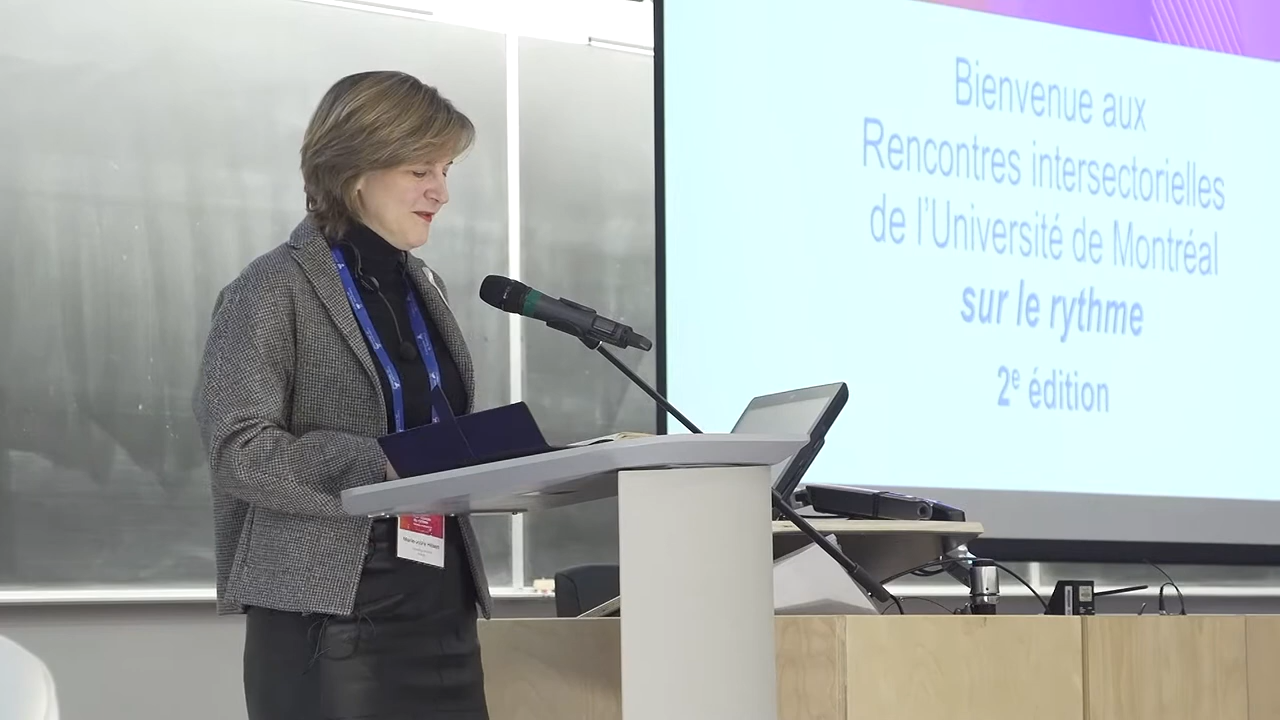 Bienvenue aux
Rencontres intersectorielles
de l'Université de Montréal
sur le rythme
2e édition